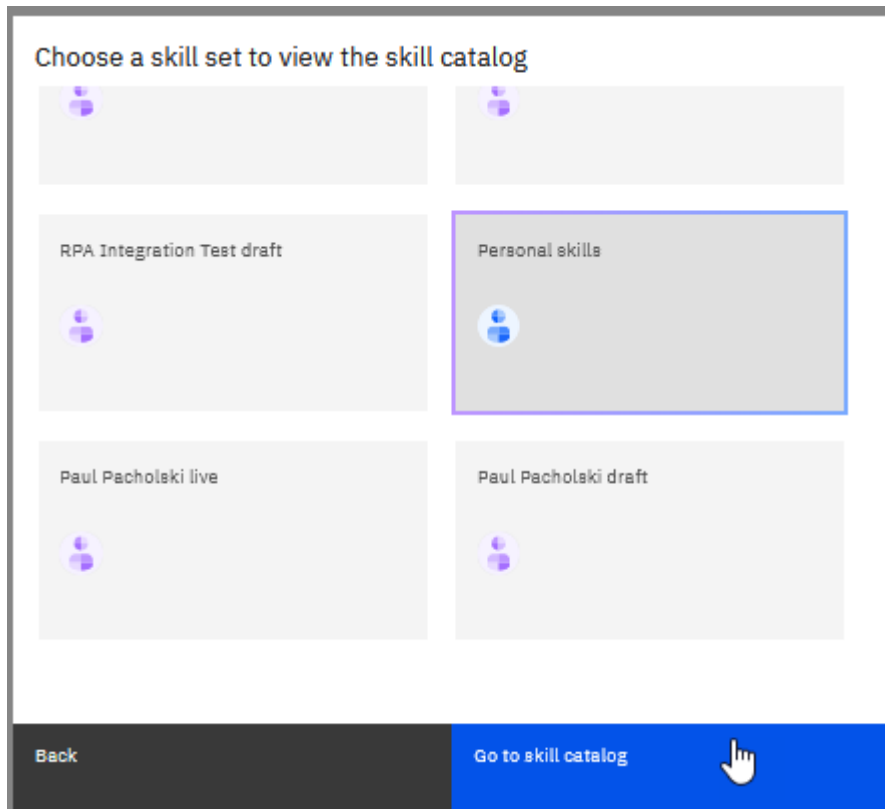 Choose a skill set to view the skill catalog
RPA Integration Test draft
Personal skills
Paul Pacholski live
Paul Pacholski draft
Back
Go to skill catalog